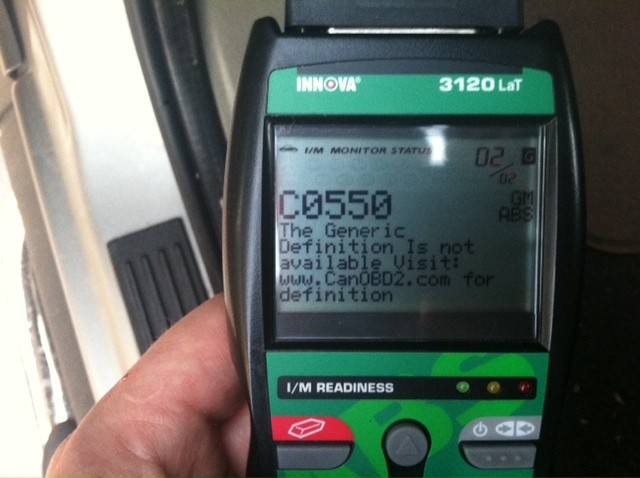 INNOVA® 3120 LaT
I/M MONITOR STATUS 02/02 G
C0550 GM
ABS
The Generic
Definition Is not
available Visit:
www.CanOBD2.com for
definition
I/M READINESS